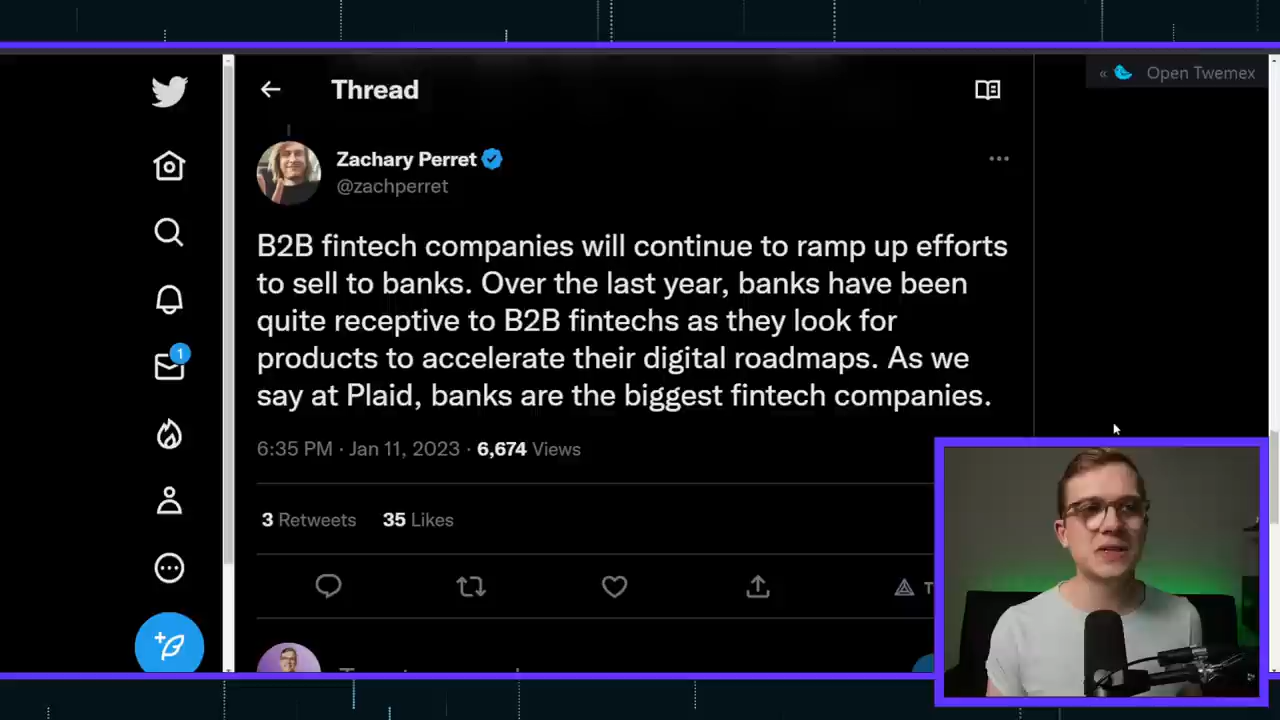 « Open Twemex
Thread
Zachary Perret
@zachperret
B2B fintech companies will continue to ramp up efforts
to sell to banks. Over the last year, banks have been
quite receptive to B2B fintechs as they look for
products to accelerate their digital roadmaps. As we
say at Plaid, banks are the biggest fintech companies.
1
6:35 PM · Jan 11, 2023 · 6,674 Views
3 Retweets 35 Likes